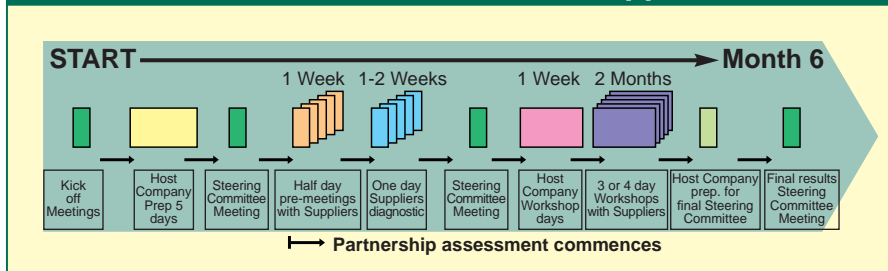 START
Month 6
1 Week
1-2 Weeks
1 Week
2 Months
Kick
off
Meetings
Host
Company
Prep 5
days
Steering
Committee
Meeting
Half day
pre-meetings
with Suppliers
One day
Suppliers
diagnostic
Steering
Committee
Meeting
Host
Company
Workshop
days
3 or 4 day
Workshops
with Suppliers
Host Company
prep. for
final Steering
Committee
Final results
Steering
Committee
Meeting
Partnership assessment commences